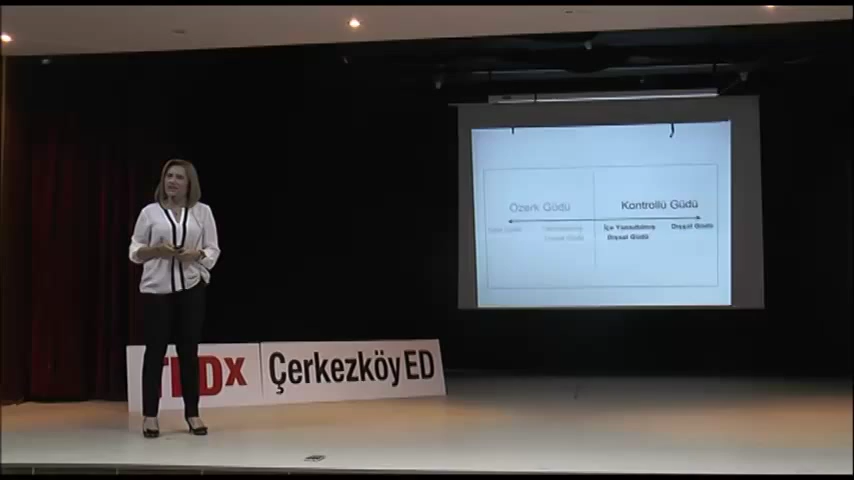 Özerk Güdü
Kontrollü Güdü
İçe Yansıtılmış
Dışsal Güdü
Dışsal Güdü
TEDx
ÇerkezköyED